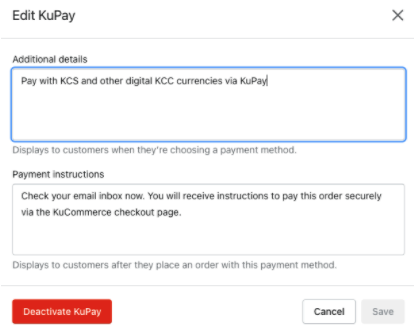 Edit KuPay
Additional details
Pay with KCS and other digital KCC currencies via KuPay
Displays to customers when they're choosing a payment method.
Payment instructions
Check your email inbox now. You will receive instructions to pay this order securely
via the KuCommerce checkout page.
Displays to customers after they place an order with this payment method.
Deactivate KuPay
Cancel
Save